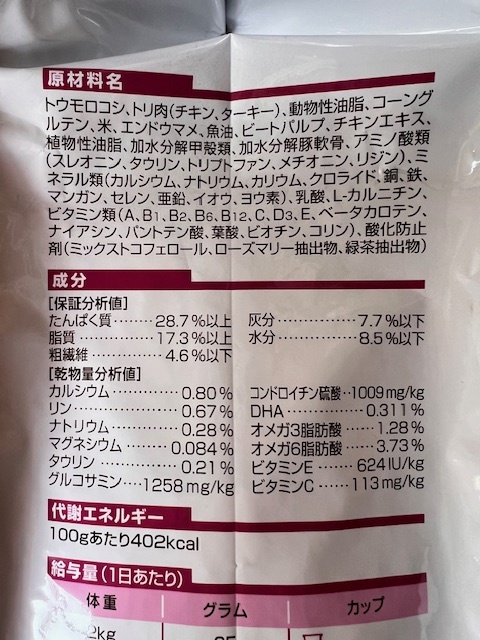 原材料名
トウモロコシ、トリ肉(チキン、ターキー)、動物性油脂、コーング
ルテン、米、エンドウマメ、魚油、ビートパルプ、チキンエキス、
植物性油脂、加水分解甲殻類、加水分解豚軟骨、アミノ酸類
(スレオニン、タウリン、トリプトファン、メチオニン、リジン)、ミ
ネラル類(カルシウム、ナトリウム、カリウム、クロライド、銅、鉄、
マンガン、セレン、亜鉛、イオウ、ヨウ素)、乳酸、L-カルニチン、
ビタミン類(A、B1、B2、B6、B12、C、D3、E、ベータカロテン、
ナイアシン、パントテン酸、葉酸、ビオチン、コリン)、酸化防止
剤(ミックストコフェロール、ローズマリー抽出物、緑茶抽出物)
成分
[保証分析値]
たんぱく質………28.7%以上 灰分……………7.7%以下
脂質……………17.3%以上 水分……………8.5%以下
粗繊維……………4.6%以下
[乾物量分析値]
カルシウム…………0.80% コンドロイチン硫酸‥1009mg/kg
リン…………………0.67% DHA……………0.311%
ナトリウム…………0.28% オメガ3脂肪酸……1.28%
マグネシウム………0.084% オメガ6脂肪酸……3.73%
タウリン……………0.21% ビタミンE………624IU/kg
グルコサミン……1258mg/kg ビタミンC………113mg/kg
代謝エネルギー
100gあたり402kcal
給与量(1日あたり)
体重 グラム カップ
2kg